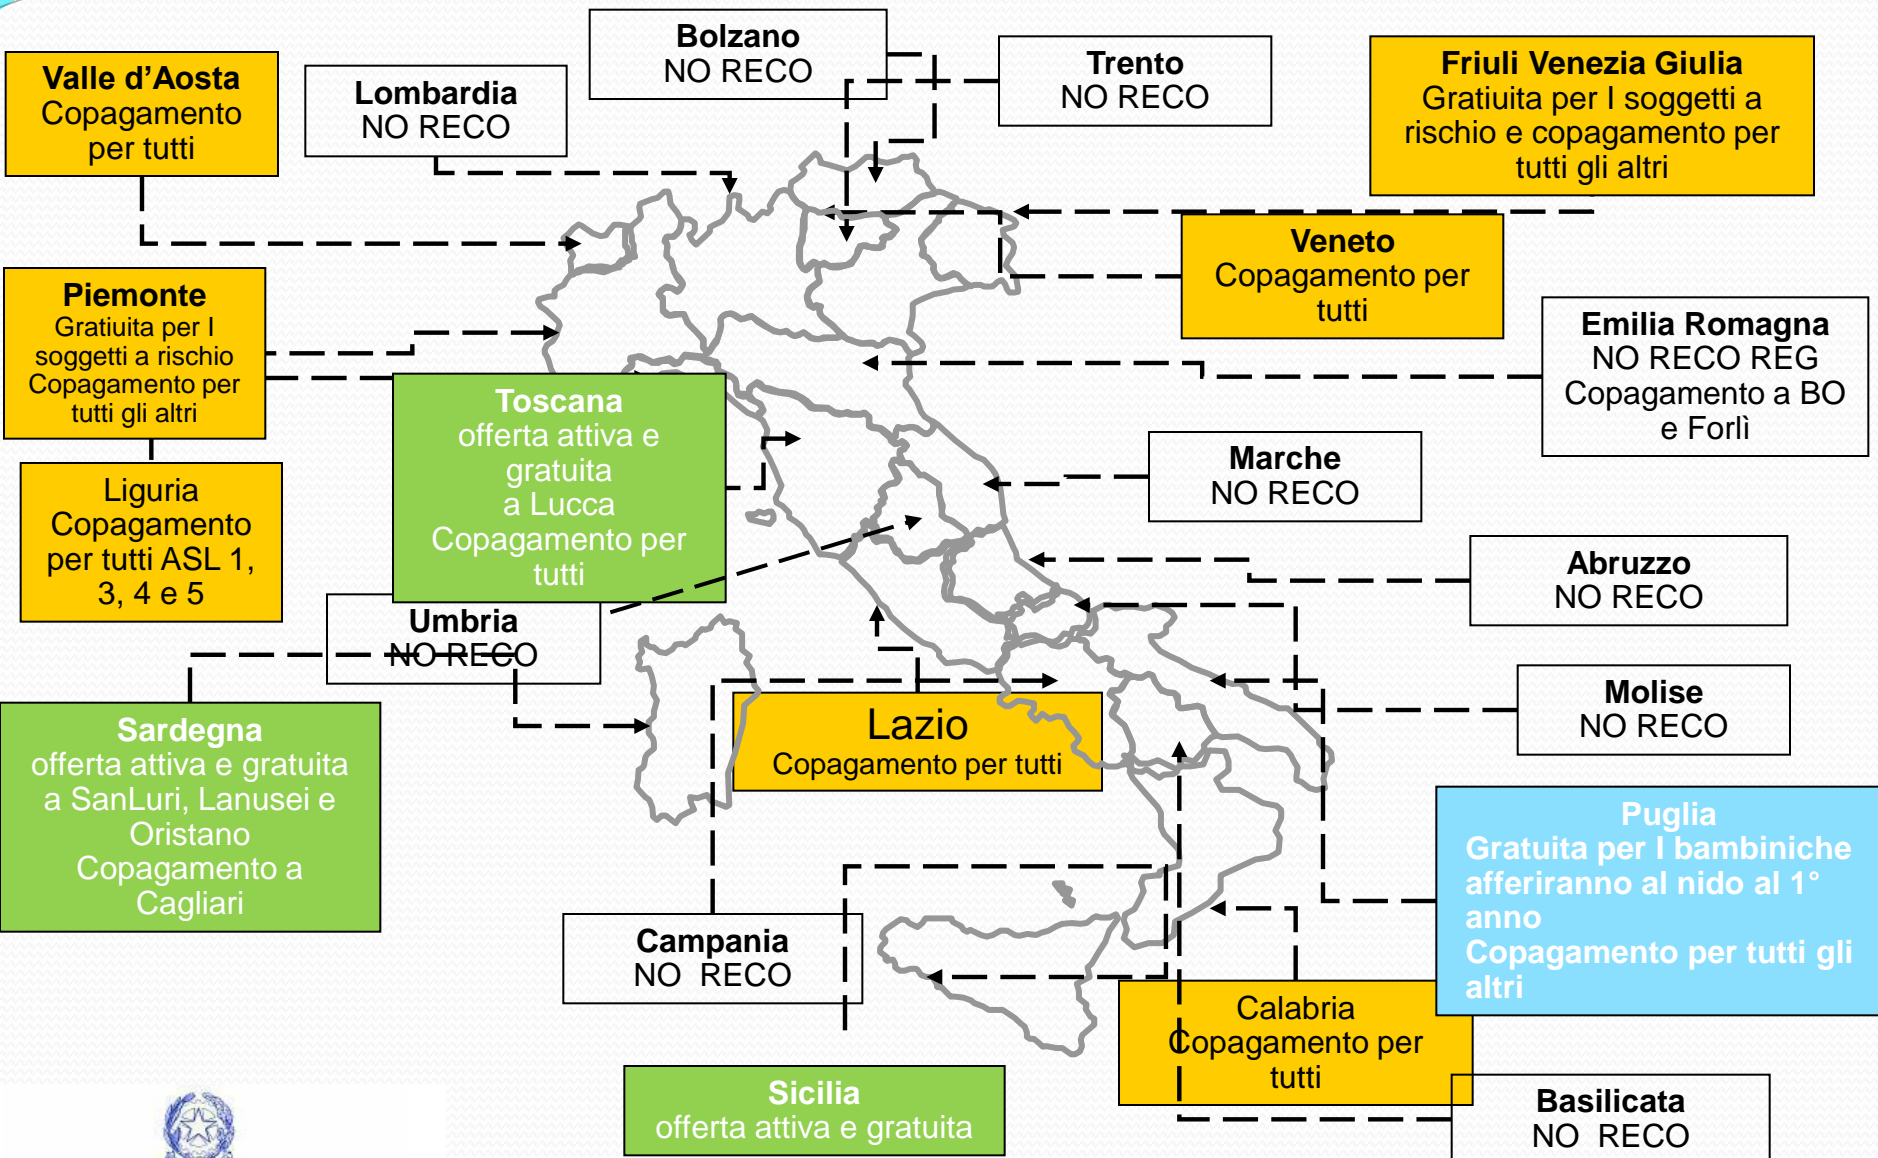 Bolzano
NO RECO
Trento
NO RECO
Friuli Venezia Giulia
Gratiuita per I soggetti a
rischio e copagamento per
tutti gli altri
Valle d’Aosta
Copagamento
per tutti
Lombardia
NO RECO
Veneto
Copagamento per
tutti
Piemonte
Gratiuita per I
soggetti a rischio
Copagamento per
tutti gli altri
Emilia Romagna
NO RECO REG
Copagamento a BO
e Forlì
Toscana
offerta attiva e
gratuita
a Lucca
Copagamento per
tutti
Marche
NO RECO
Liguria
Copagamento
per tutti ASL 1,
3, 4 e 5
Abruzzo
NO RECO
Umbria
NO RECO
Molise
NO RECO
Sardegna
offerta attiva e gratuita
a SanLuri, Lanusei e
Oristano
Copagamento a
Cagliari
Lazio
Copagamento per tutti
Puglia
Gratuita per I bambiniche
afferiranno al nido al 1°
anno
Copagamento per tutti gli
altri
Campania
NO RECO
Calabria
Copagamento per
tutti
Sicilia
offerta attiva e gratuita
Basilicata
NO RECO